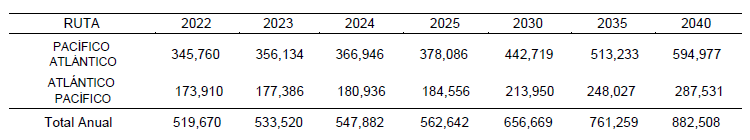 RUTA 2022 2023 2024 2025 2030 2035 2040
PACÍFICO
ATLÁNTICO 345,760 356,134 366,946 378,086 442,719 513,233 594,977
ATLÁNTICO
PACÍFICO 173,910 177,386 180,936 184,556 213,950 248,027 287,531
Total Anual 519,670 533,520 547,882 562,642 656,669 761,259 882,508